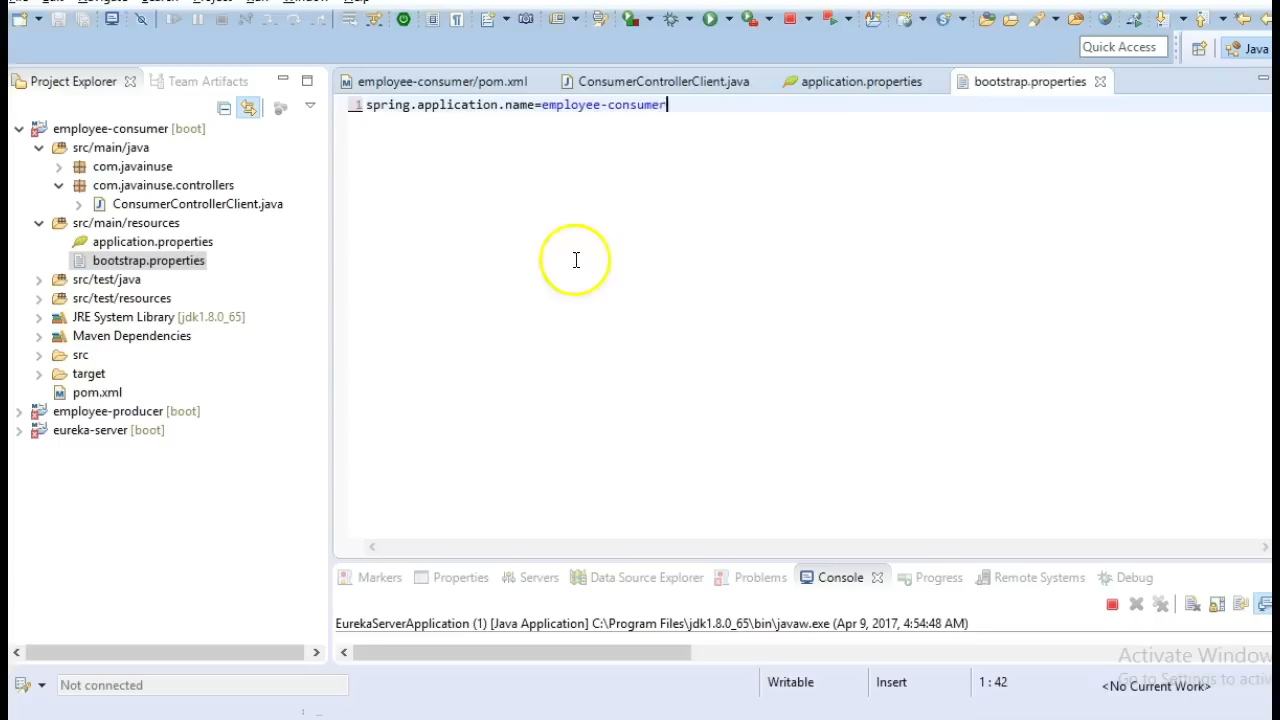 Quick Access
Java
Project Explorer
Team Artifacts
employee-consumer/pom.xml
ConsumerControllerClient.java
application.properties
bootstrap.properties
1 spring.application.name=employee-consumer
employee-consumer [boot]
src/main/java
com.javainuse
com.javainuse.controllers
ConsumerControllerClient.java
src/main/resources
application.properties
bootstrap.properties
src/test/java
src/test/resources
JRE System Library [jdk1.8.0_65]
Maven Dependencies
src
target
pom.xml
employee-producer [boot]
eureka-server [boot]
Markers
Properties
Servers
Data Source Explorer
Problems
Console
Progress
Remote Systems
Debug
EurekaServerApplication (1) [Java Application] C:\Program Files\jdk1.8.0_65\bin\javaw.exe (Apr 9, 2017, 4:54:48 AM)
Activate Window
Go to Settings to activ
Not connected
Writable
Insert
1 : 42
<No Current Work>